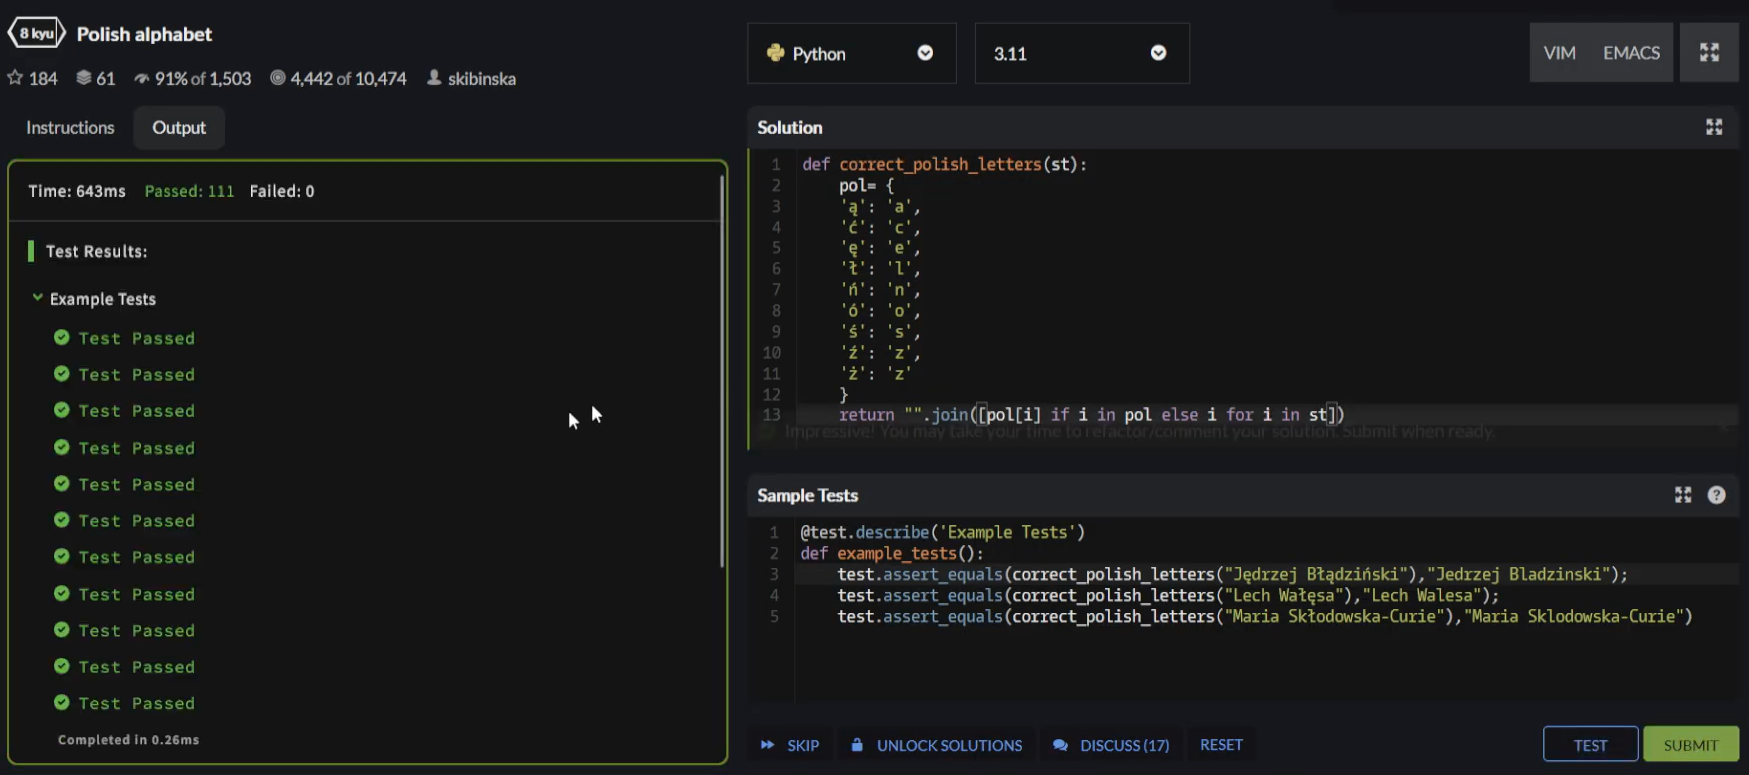 8 kyu Polish alphabet
184 61 91% of 1,503 4,442 of 10,474 skibinska
Instructions Output
Time: 643ms Passed: 111 Failed: 0
Test Results:
Example Tests
Test Passed
Test Passed
Test Passed
Test Passed
Test Passed
Test Passed
Test Passed
Test Passed
Test Passed
Test Passed
Test Passed
Completed in 0.26ms
Python 3.11 VIM EMACS
Solution
1 def correct_polish_letters(st):
2 pol= {
3 'ą': 'a',
4 'ć': 'c',
5 'ę': 'e',
6 'ł': 'l',
7 'ń': 'n',
8 'ó': 'o',
9 'ś': 's',
10 'ź': 'z',
11 'ż': 'z'
12 }
13 return "".join([pol[i] if i in pol else i for i in st])
Impressive! You may take your time to refactor/comment your solution. Submit when ready.
Sample Tests
1 @test.describe('Example Tests')
2 def example_tests():
3 test.assert_equals(correct_polish_letters("Jędrzej Błądziński"),"Jedrzej Bladzinski");
4 test.assert_equals(correct_polish_letters("Lech Wałęsa"),"Lech Walesa");
5 test.assert_equals(correct_polish_letters("Maria Skłodowska-Curie"),"Maria Sklodowska-Curie")
SKIP UNLOCK SOLUTIONS DISCUSS (17) RESET TEST SUBMIT